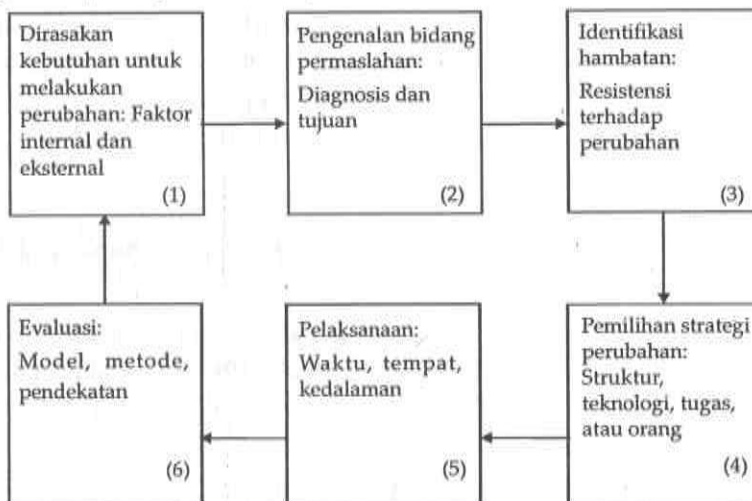 Dirasakan
kebutuhan untuk
melakukan
perubahan: Faktor
internal dan
eksternal
(1)
Pengenalan bidang
permaslahan:
Diagnosis dan
tujuan
(2)
Identifikasi
hambatan:
Resistensi
terhadap
perubahan
(3)
Pemilihan strategi
perubahan:
Struktur,
teknologi, tugas,
atau orang
(4)
Pelaksanaan:
Waktu, tempat,
kedalaman
(5)
Evaluasi:
Model, metode,
pendekatan
(6)